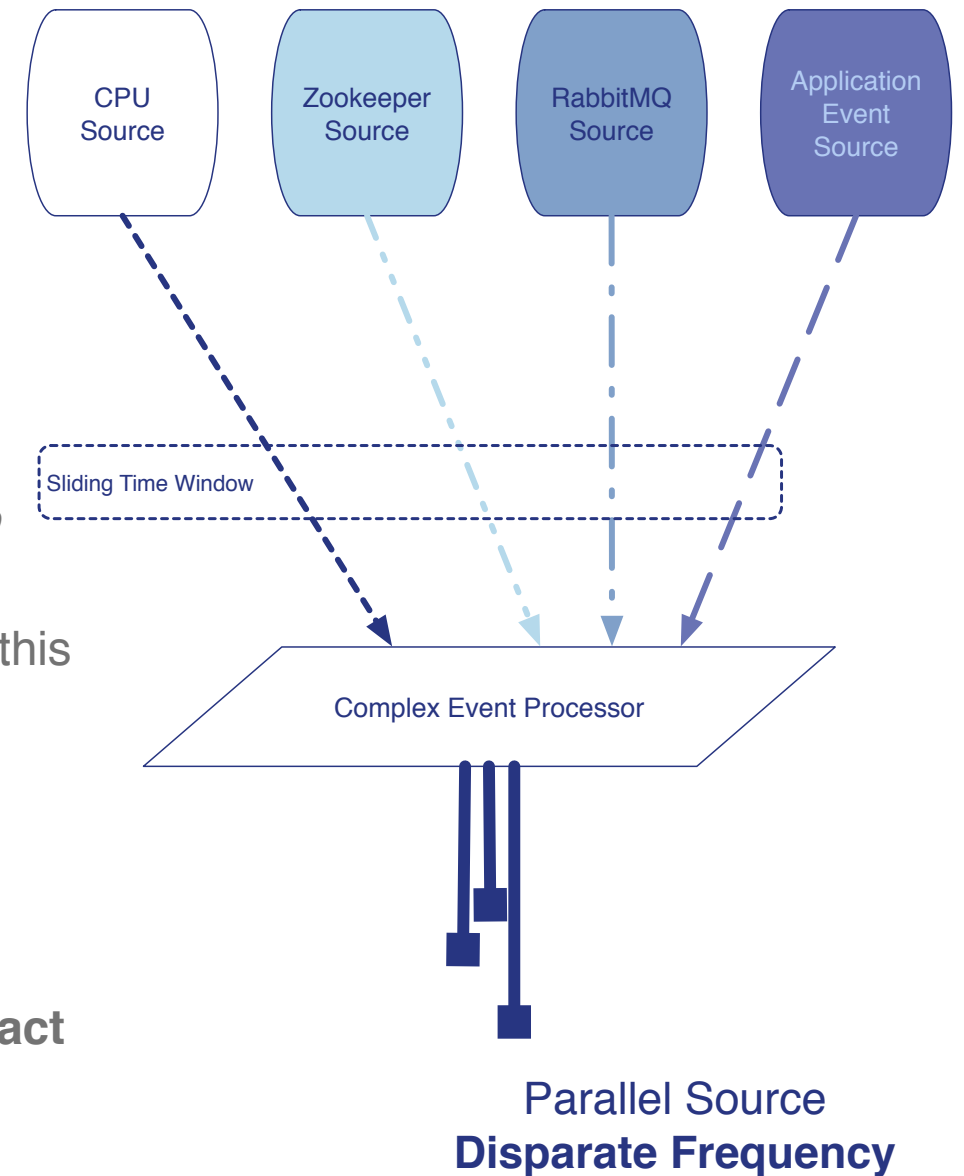 CPU
Source
Zookeeper
Source
RabbitMQ
Source
Application
Event
Source
Sliding Time Window
this
Complex Event Processor
act
Parallel Source
Disparate Frequency